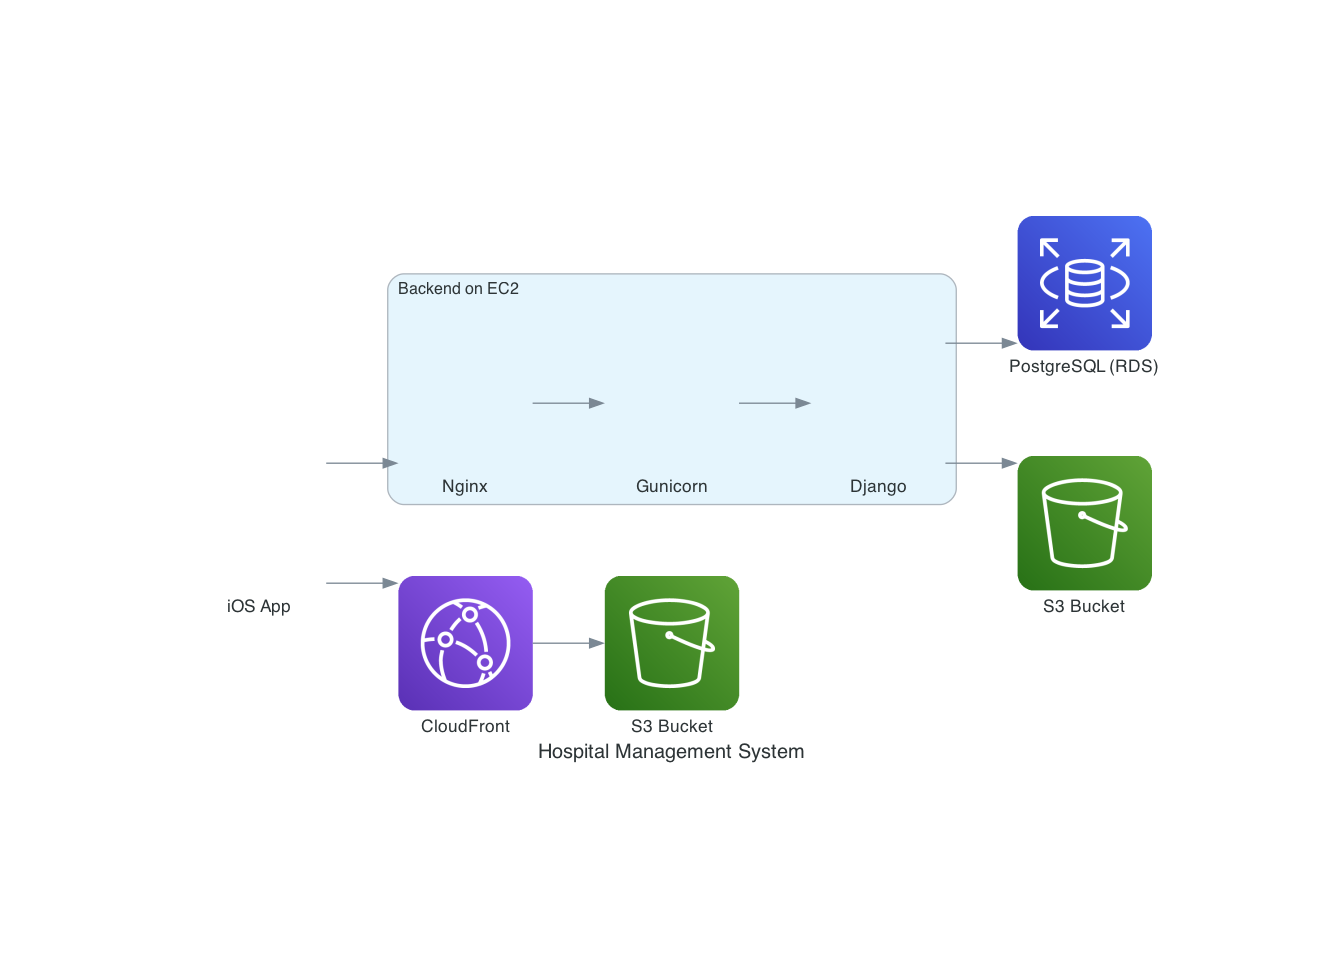 Backend on EC2
PostgreSQL (RDS)
Nginx
Gunicorn
Django
iOS App
S3 Bucket
CloudFront
S3 Bucket
Hospital Management System